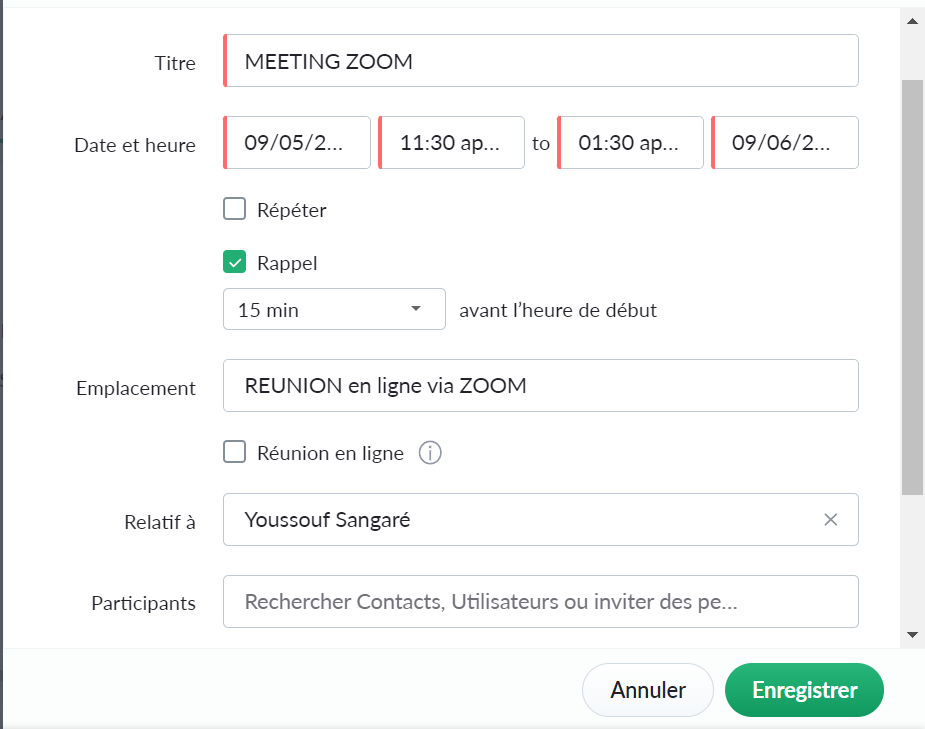 Titre MEETING ZOOM
Date et heure 09/05/2... 11:30 ap... to 01:30 ap... 09/06/2...
Répéter
Rappel
15 min avant l’heure de début
Emplacement REUNION en ligne via ZOOM
Réunion en ligne
Relatif à Youssouf Sangaré
Participants Rechercher Contacts, Utilisateurs ou inviter des pe...
Annuler Enregistrer